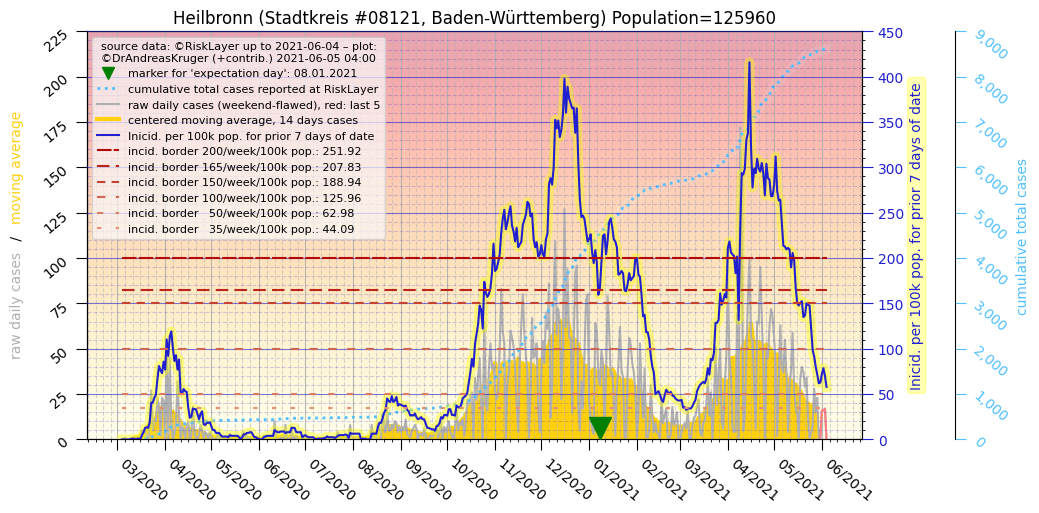 Heilbronn (Stadtkreis #08121, Baden-Württemberg) Population=125960
source data: ©RiskLayer up to 2021-06-04 – plot:
©DrAndreasKruger (+contrib.) 2021-06-05 04:00
marker for 'expectation day': 08.01.2021
cumulative total cases reported at RiskLayer
raw daily cases (weekend-flawed), red: last 5
centered moving average, 14 days cases
Inicid. per 100k pop. for prior 7 days of date
incid. border 200/week/100k pop.: 251.92
incid. border 165/week/100k pop.: 207.83
incid. border 150/week/100k pop.: 188.94
incid. border 100/week/100k pop.: 125.96
incid. border 50/week/100k pop.: 62.98
incid. border 35/week/100k pop.: 44.09
raw daily cases / moving average
225
200
175
150
125
100
75
50
25
0
03/2020
04/2020
05/2020
06/2020
07/2020
08/2020
09/2020
10/2020
11/2020
12/2020
01/2021
02/2021
03/2021
04/2021
05/2021
06/2021
450
400
350
300
250
200
150
100
50
0
Inicid. per 100k pop. for prior 7 days of date
9,000
8,000
7,000
6,000
5,000
4,000
3,000
2,000
1,000
0
cumulative total cases